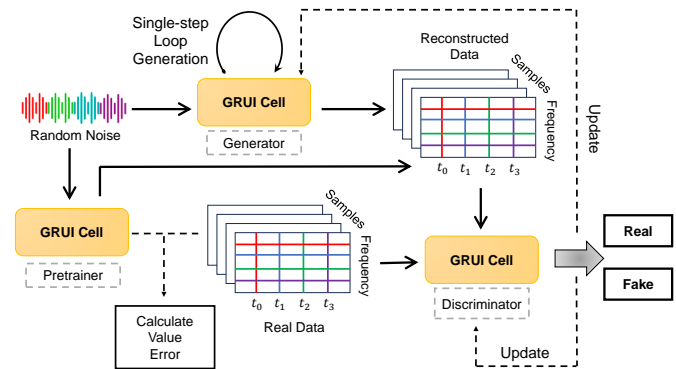 Single-step
Loop
Generation
Reconstructed
Data
Samples
Frequency
Update
GRUI Cell
Generator
Random Noise
t0 t1 t2 t3
GRUI Cell
Pretrainer
Samples
Frequency
t0 t1 t2 t3
Real Data
GRUI Cell
Discriminator
Real
Fake
Calculate
Value
Error
Update